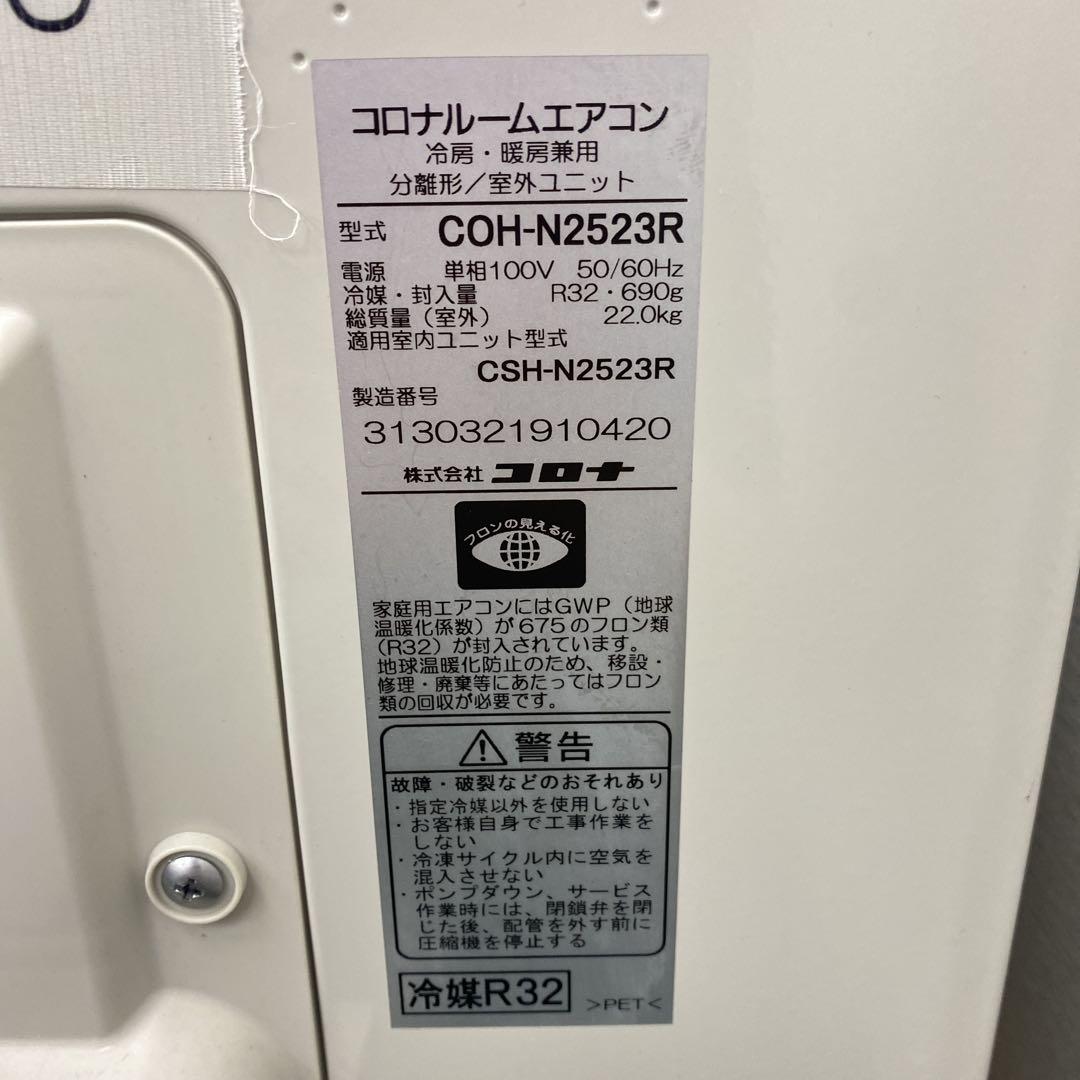 コロナルームエアコン
冷房・暖房兼用
分離形／室外ユニット
型式 COH-N2523R
電源 単相100V 50/60Hz
冷媒・封入量 R32・690g
総質量（室外） 22.0kg
適用室内ユニット型式
CSH-N2523R
製造番号
3130321910420
株式会社 コロナ
フロンの見える化
家庭用エアコンにはGWP（地球
温暖化係数）が675のフロン類
（R32）が封入されています。
地球温暖化防止のため、移設・
修理・廃棄等にあたってはフロン
類の回収が必要です。
警告
故障・破裂などのおそれあり
・指定冷媒以外を使用しない
・お客様自身で工事作業を
しない
・冷凍サイクル内に空気を
混入させない
・ポンプダウン、サービス
作業時には、閉鎖弁を閉
じた後、配管を外す前に
圧縮機を停止する
冷媒R32 >PET<